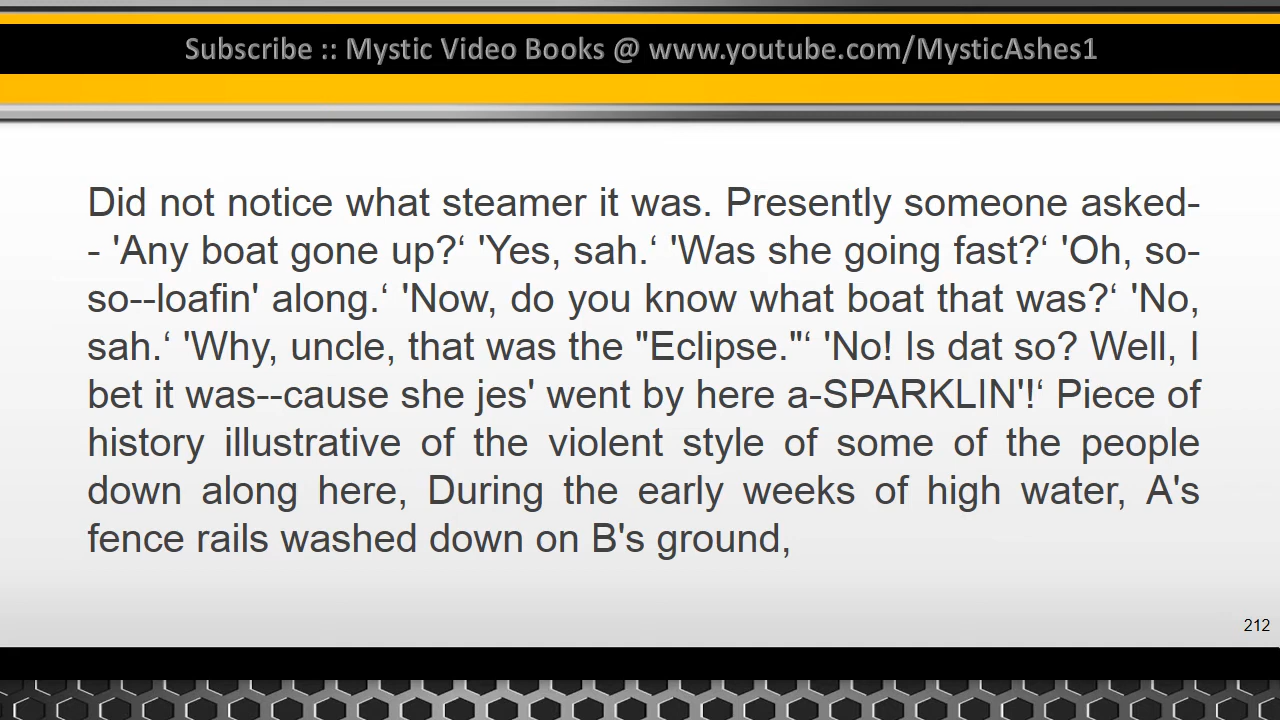 Subscribe :: Mystic Video Books @ www.youtube.com/MysticAshes1
Did not notice what steamer it was. Presently someone asked-
- 'Any boat gone up?‘ 'Yes, sah.‘ 'Was she going fast?‘ 'Oh, so-
so--loafin' along.‘ 'Now, do you know what boat that was?‘ 'No,
sah.‘ 'Why, uncle, that was the "Eclipse."‘ 'No! Is dat so? Well, I
bet it was--cause she jes' went by here a-SPARKLIN'!‘ Piece of
history illustrative of the violent style of some of the people
down along here, During the early weeks of high water, A's
fence rails washed down on B's ground,
212